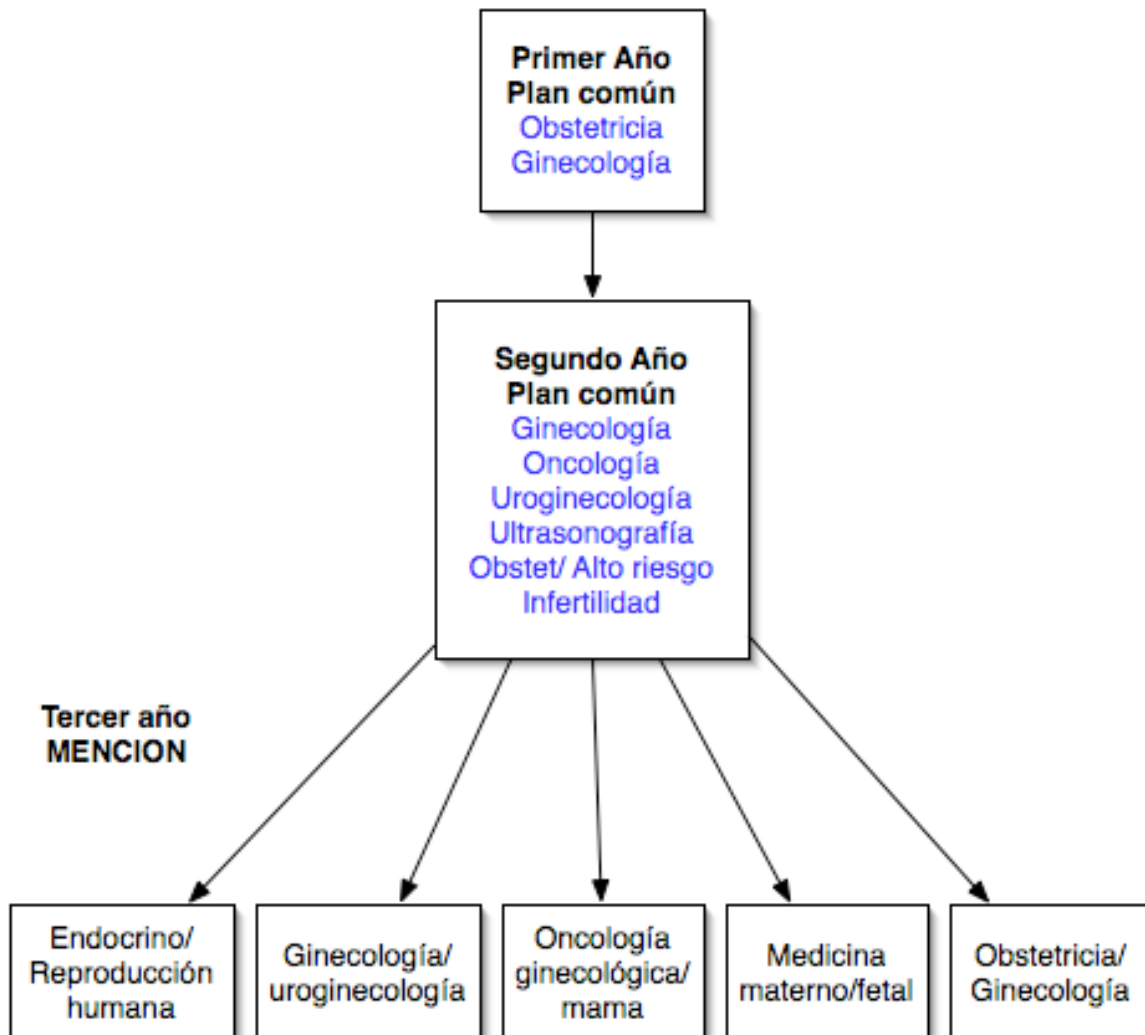 Primer Año
Plan común
Obstetricia
Ginecología
Segundo Año
Plan común
Ginecología
Oncología
Uroginecología
Ultrasonografía
Obstet/ Alto riesgo
Infertilidad
Tercer año
MENCION
Endocrino/
Reproducción
humana
Ginecología/
uroginecología
Oncología
ginecológica/
mama
Medicina
materno/fetal
Obstetricia/
Ginecología